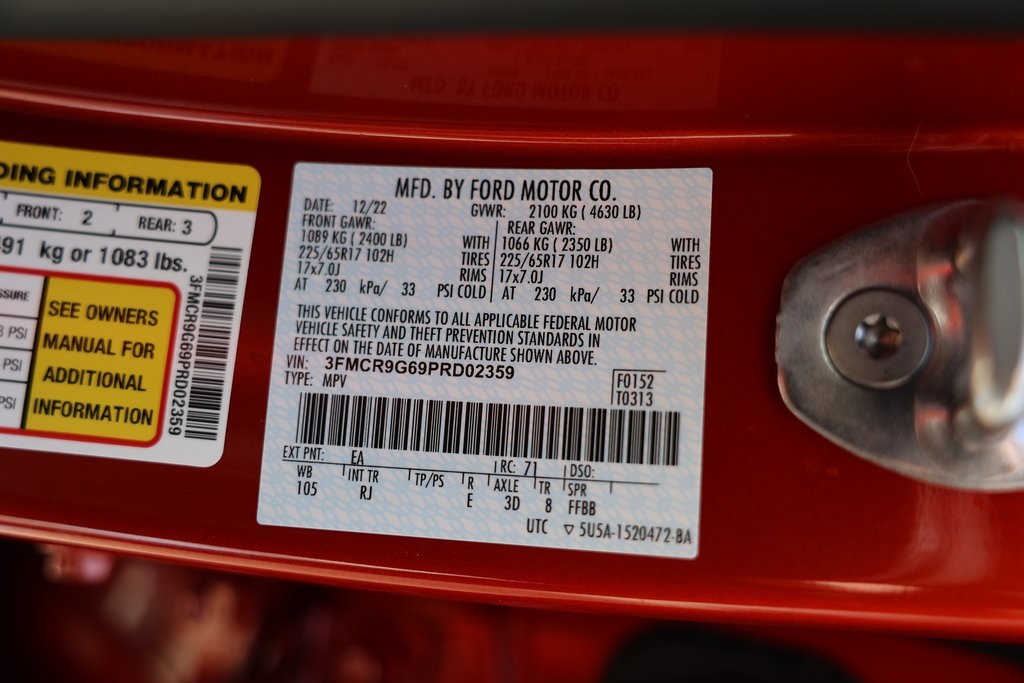 DING INFORMATION
FRONT: 2 REAR: 3
491 kg or 1083 lbs.
SSURE
PSI
PSI
PSI
SEE OWNERS
MANUAL FOR
ADDITIONAL
INFORMATION
3FMCR9G69PRD02359
MFD. BY FORD MOTOR CO.
DATE: 12/22 GVWR: 2100 KG ( 4630 LB)
FRONT GAWR: REAR GAWR:
1089 KG (2400 LB) WITH 1066 KG ( 2350 LB) WITH
225/65R17 102H TIRES 225/65R17 102H TIRES
17x7.0J RIMS 17x7.0J RIMS
AT 230 kPa/ 33 PSI COLD AT 230 kPa/ 33 PSI COLD
THIS VEHICLE CONFORMS TO ALL APPLICABLE FEDERAL MOTOR
VEHICLE SAFETY AND THEFT PREVENTION STANDARDS IN
EFFECT ON THE DATE OF MANUFACTURE SHOWN ABOVE.
VIN: 3FMCR9G69PRD02359
TYPE: MPV
F0152
T0313
EXT PNT: EA RC: 71 DSO:
WB INT TR TP/PS R AXLE TR SPR
105 RJ E 3D 8 FFBB
UTC ▽ 5U5A-1520472-BA